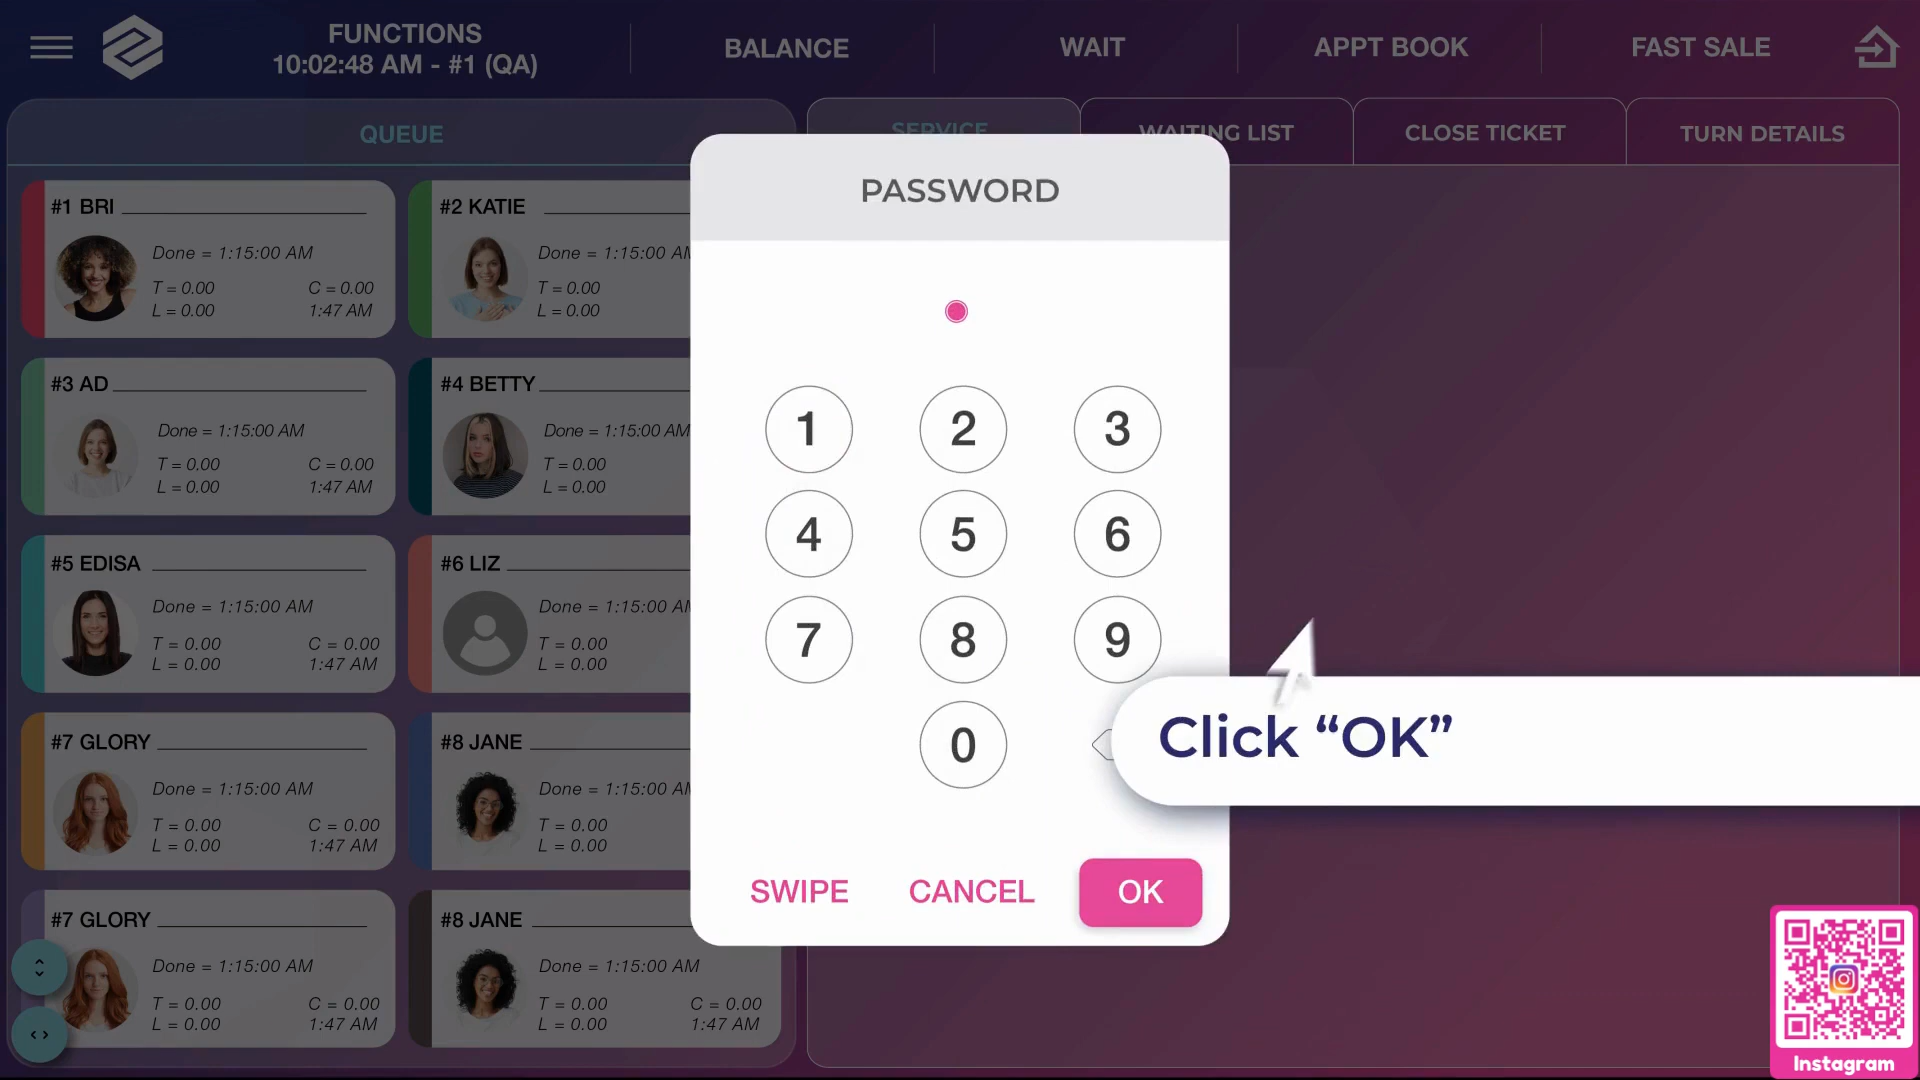 FUNCTIONS
10:02:48 AM - #1 (QA)
BALANCE
WAIT
APPT BOOK
FAST SALE
QUEUE
SERVICE
WAITING LIST
CLOSE TICKET
TURN DETAILS
#1 BRI
Done = 1:15:00 AM
T = 0.00
C = 0.00
L = 0.00
1:47 AM
#2 KATIE
Done = 1:15:00 AM
T = 0.00
L = 0.00
#3 AD
Done = 1:15:00 AM
T = 0.00
C = 0.00
L = 0.00
1:47 AM
#4 BETTY
Done = 1:15:00 AM
T = 0.00
L = 0.00
#5 EDISA
Done = 1:15:00 AM
T = 0.00
C = 0.00
L = 0.00
1:47 AM
#6 LIZ
Done = 1:15:00 AM
T = 0.00
L = 0.00
#7 GLORY
Done = 1:15:00 AM
T = 0.00
C = 0.00
L = 0.00
1:47 AM
#8 JANE
Done = 1:15:00 AM
T = 0.00
L = 0.00
#7 GLORY
Done = 1:15:00 AM
T = 0.00
C = 0.00
L = 0.00
1:47 AM
#8 JANE
Done = 1:15:00 AM
T = 0.00
C = 0.00
L = 0.00
1:47 AM
PASSWORD
1 2 3
4 5 6
7 8 9
0
Click “OK”
SWIPE
CANCEL
OK
Instagram